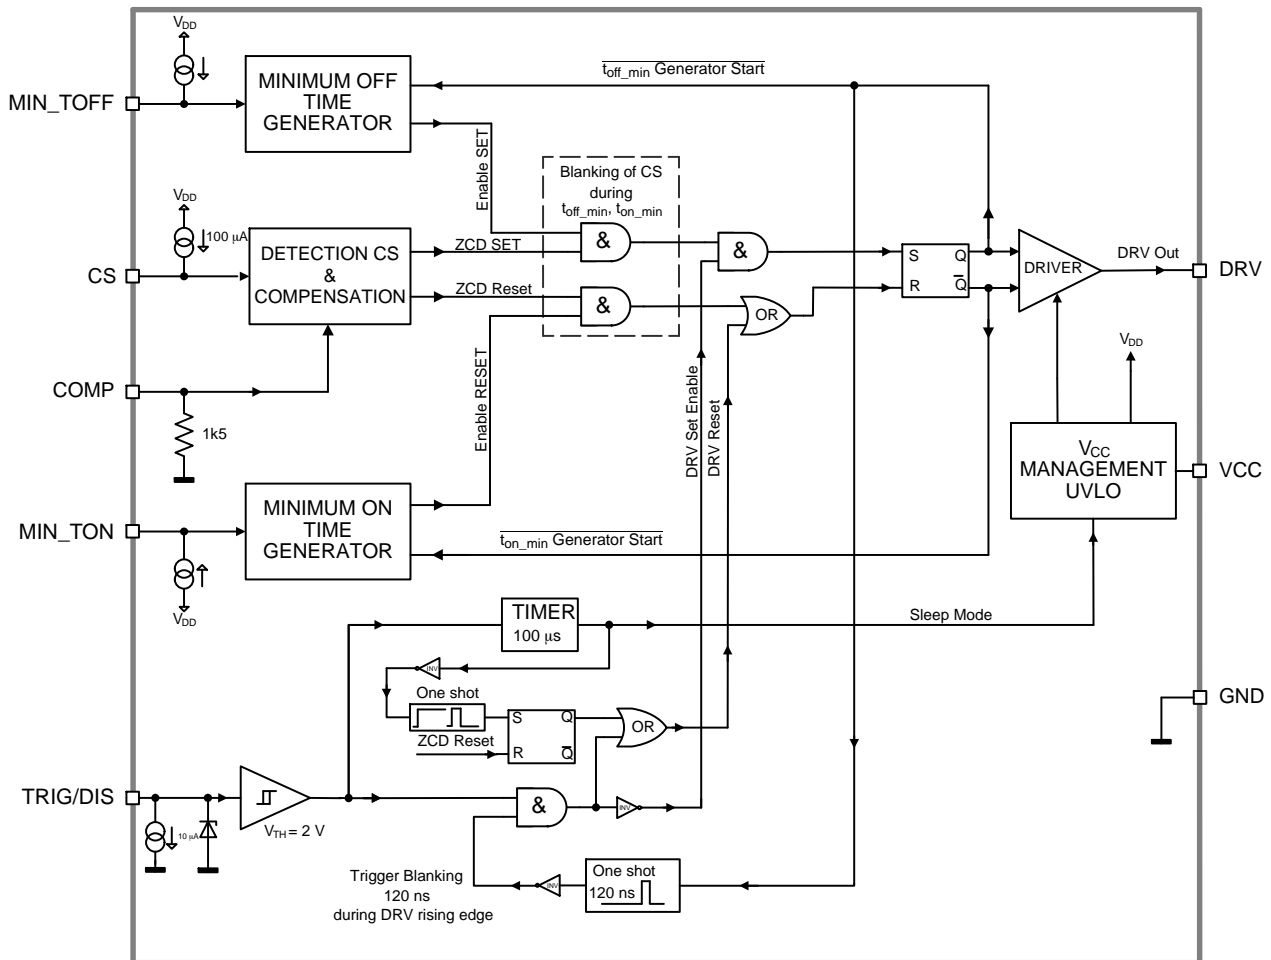 VDD
toff_min Generator Start
MIN_TOFF
MINIMUM OFF
TIME
GENERATOR
Enable SET
Blanking of CS
during
toff_min, ton_min
VDD
100 µA
CS
DETECTION CS
&
COMPENSATION
ZCD SET
ZCD Reset
&
&
&
OR
S
Q
R
Q
DRIVER
DRV Out
DRV
COMP
1k5
Enable RESET
DRV Set Enable
DRV Reset
VDD
VCC
MANAGEMENT
UVLO
VCC
MIN_TON
MINIMUM ON
TIME
GENERATOR
ton_min Generator Start
VDD
TIMER
100 µs
Sleep Mode
INV
One shot
ZCD Reset
S
Q
R
Q
OR
GND
TRIG/DIS
10 µA
VTH = 2 V
&
INV
Trigger Blanking
120 ns
during DRV rising edge
INV
One shot
120 ns